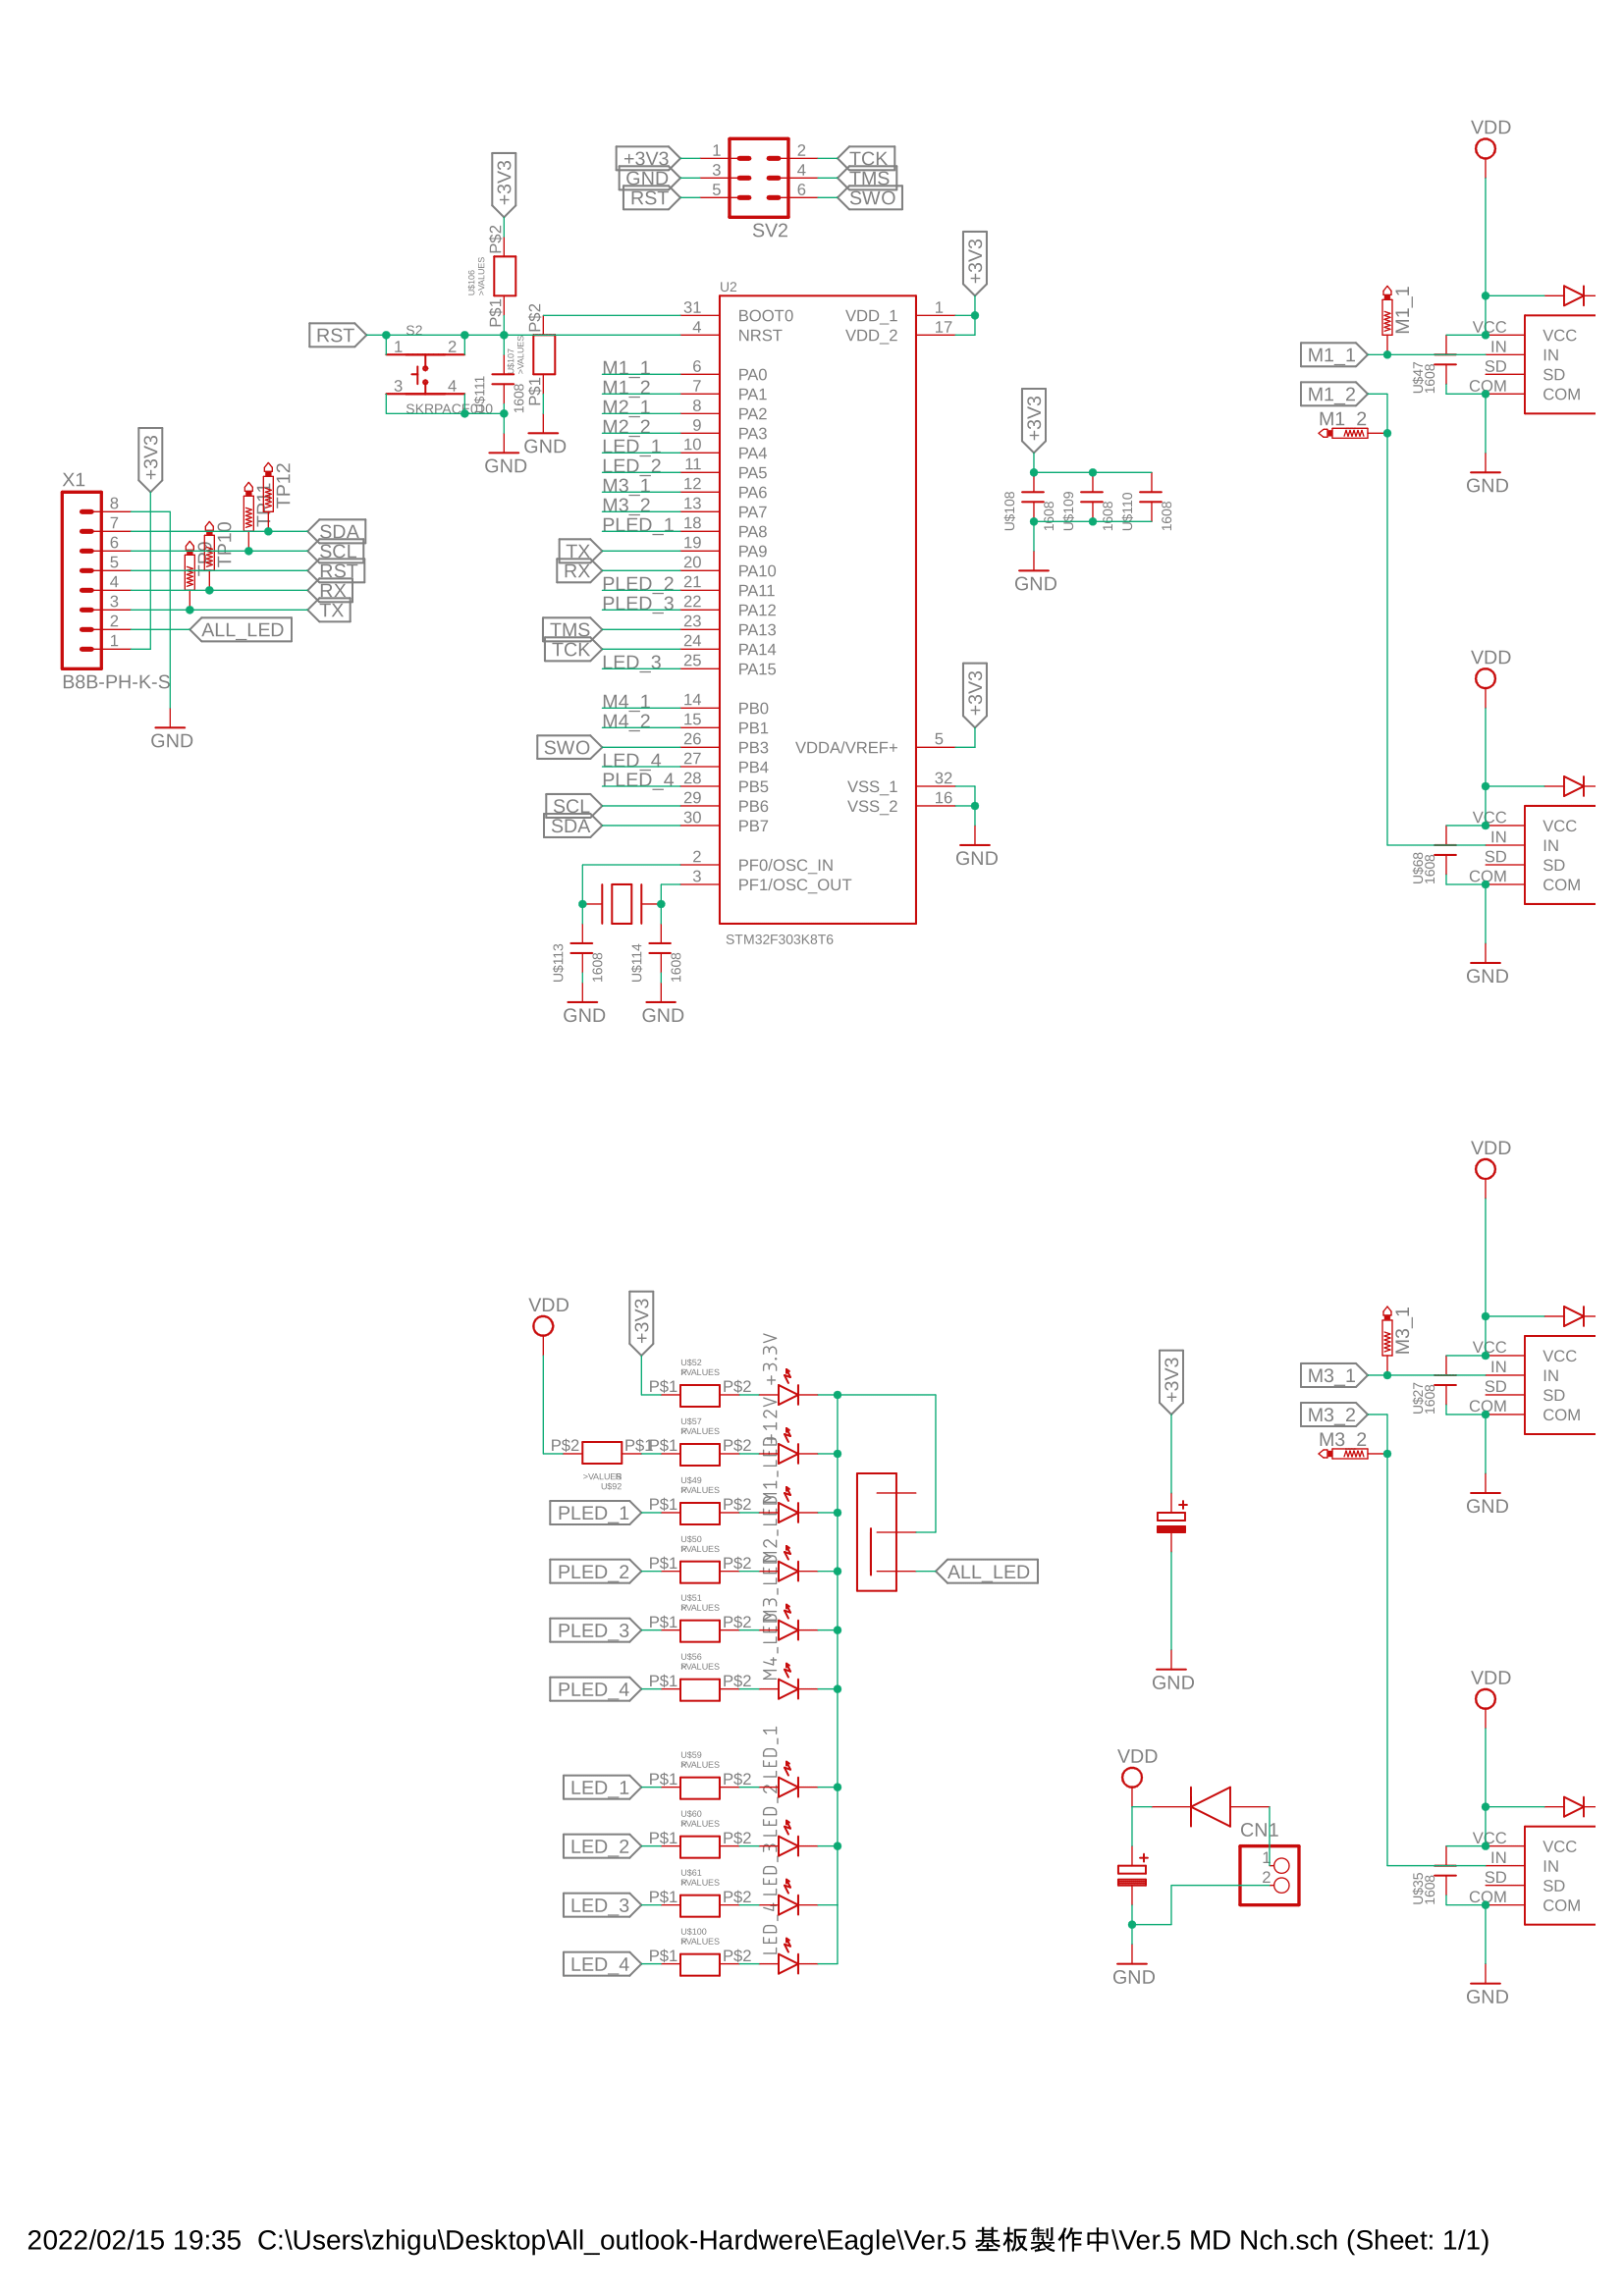 VDD
+3V3
GND
RST
1
3
5
2
4
6
TCK
TMS
SWO
SV2
+3V3
P$2
U$106
>VALUES
P$1
P$2
U$107
>VALUES
P$1
RST
S2
1 2
3 4
SKRPACE010
U$111
1608
GND
GND
U2
31 BOOT0
4 NRST
M1_1 6 PA0
M1_2 7 PA1
M2_1 8 PA2
M2_2 9 PA3
LED_1 10 PA4
LED_2 11 PA5
M3_1 12 PA6
M3_2 13 PA7
PLED_1 18 PA8
TX 19 PA9
RX 20 PA10
PLED_2 21 PA11
PLED_3 22 PA12
TMS 23 PA13
TCK 24 PA14
LED_3 25 PA15
M4_1 14 PB0
M4_2 15 PB1
SWO 26 PB3
LED_4 27 PB4
PLED_4 28 PB5
SCL 29 PB6
SDA 30 PB7
2 PF0/OSC_IN
3 PF1/OSC_OUT
+3V3
VDD_1 1
VDD_2 17
+3V3
VDDA/VREF+ 5
VSS_1 32
VSS_2 16
GND
STM32F303K8T6
U$113
1608
U$114
1608
GND
GND
X1
+3V3
8
7
6
5
4
3
2
1
TP9
TP10
TP11
TP12
SDA
SCL
RST
RX
TX
ALL_LED
B8B-PH-K-S
GND
+3V3
U$108
1608
U$109
1608
U$110
1608
GND
M1_1
M1_1
M1_2
M1_2
U$47
1608
VCC VCC
IN IN
SD SD
COM COM
GND
VDD
U$68
1608
VCC VCC
IN IN
SD SD
COM COM
GND
VDD
M3_1
M3_1
M3_2
M3_2
U$27
1608
VCC VCC
IN IN
SD SD
COM COM
GND
VDD
U$35
1608
VCC VCC
IN IN
SD SD
COM COM
GND
VDD
+3V3
U$52
>VALUES
P$1 P$2
+3.3V
U$57
>VALUES
P$2 P$1 P$1 P$2
+12V
>VALUES
U$92
U$49
>VALUES
PLED_1 P$1 P$2
M1_LED
U$50
>VALUES
PLED_2 P$1 P$2
M2_LED
U$51
>VALUES
PLED_3 P$1 P$2
M3_LED
U$56
>VALUES
PLED_4 P$1 P$2
M4_LED
U$59
>VALUES
LED_1 P$1 P$2
LED_1
U$60
>VALUES
LED_2 P$1 P$2
LED_2
U$61
>VALUES
LED_3 P$1 P$2
LED_3
U$100
>VALUES
LED_4 P$1 P$2
LED_4
ALL_LED
+3V3
+
GND
VDD
+
CN1
1
2
GND
2022/02/15 19:35 C:\Users\zhigu\Desktop\All_outlook-Hardwere\Eagle\Ver.5 基板製作中\Ver.5 MD Nch.sch (Sheet: 1/1)